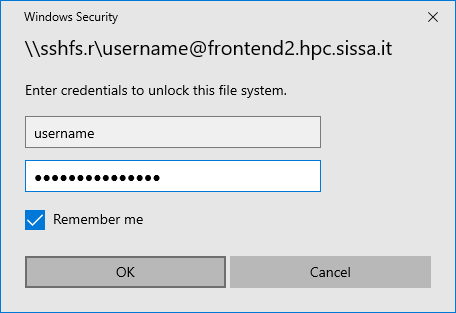 Windows Security
\\sshfs.r\username@frontend2.hpc.sissa.it
Enter credentials to unlock this file system.
username
●●●●●●●●●●●●●●●
Remember me
OK Cancel